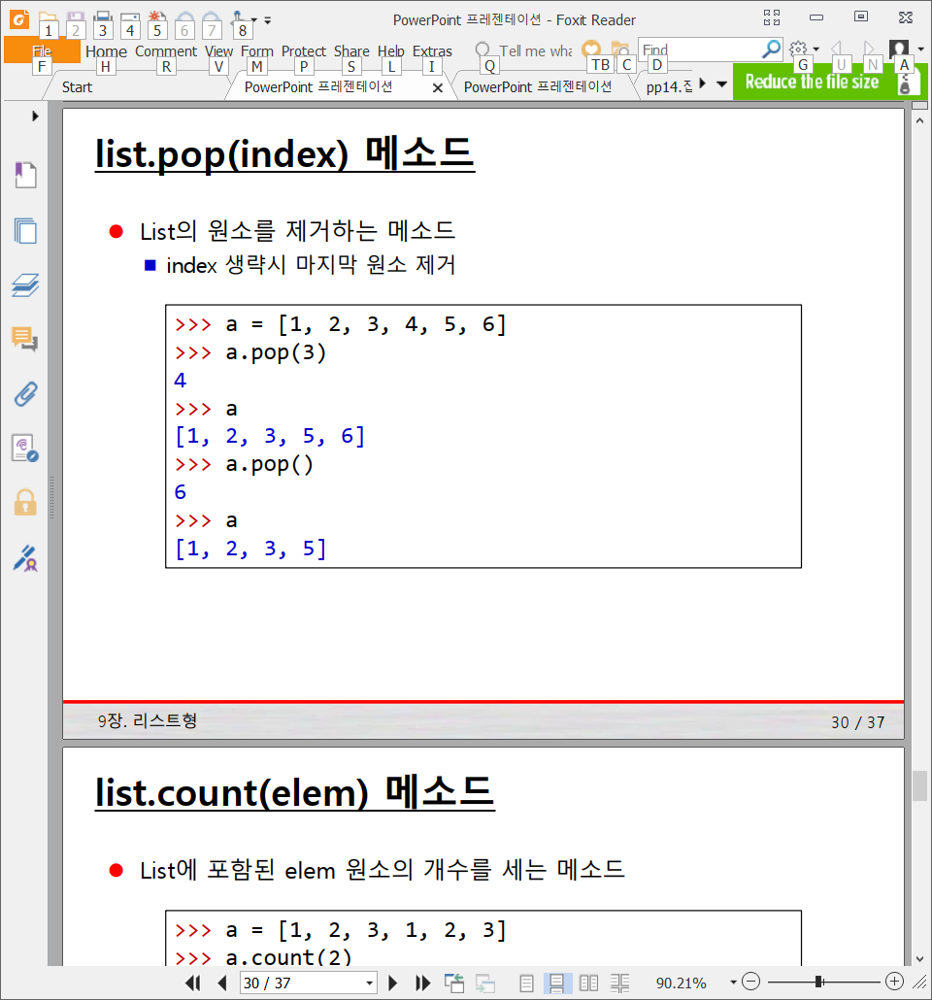 PowerPoint 프레젠테이션 - Foxit Reader
1 2 3 4 5 6 7 8
File Home Comment View Form Protect Share Help Extras Tell me Find
F H R V M P S L I Q TB C D G U N A
Start PowerPoint 프레젠테이션 PowerPoint 프레젠테이션 pp14. Reduce the file size
list.pop(index) 메소드
List의 원소를 제거하는 메소드
index 생략시 마지막 원소 제거
>>> a = [1, 2, 3, 4, 5, 6]
>>> a.pop(3)
4
>>> a
[1, 2, 3, 5, 6]
>>> a.pop()
6
>>> a
[1, 2, 3, 5]
9장. 리스트형 30 / 37
list.count(elem) 메소드
List에 포함된 elem 원소의 개수를 세는 메소드
>>> a = [1, 2, 3, 1, 2, 3]
>>> a.count(2)
30 / 37 90.21%